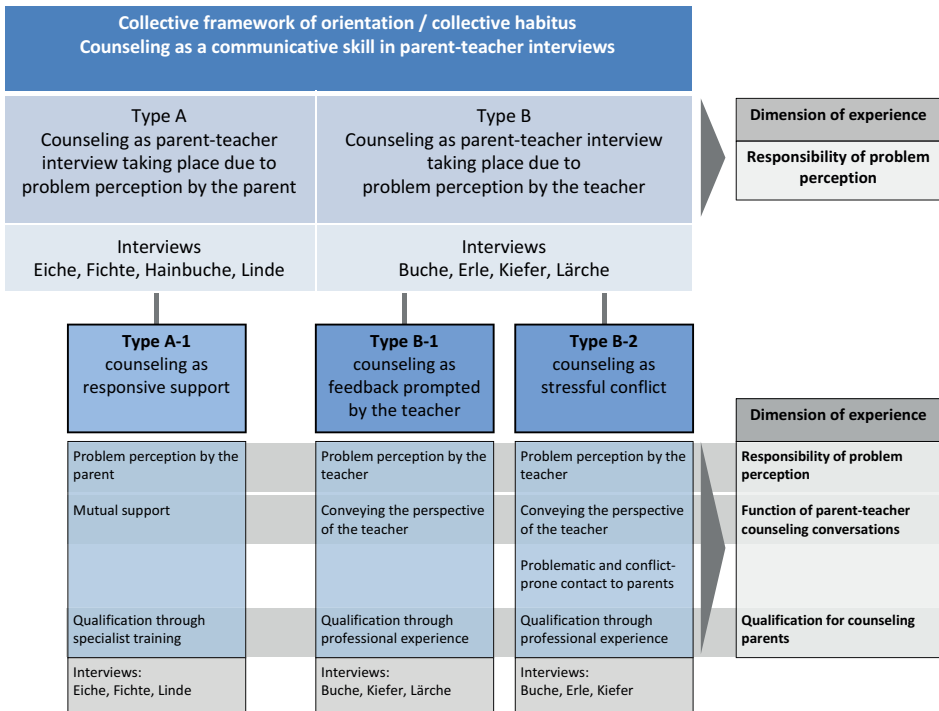 Collective framework of orientation / collective habitus
Counseling as a communicative skill in parent-teacher interviews
Type A
Counseling as parent-teacher
interview taking place due to
problem perception by the parent
Type B
Counseling as parent-teacher interview
taking place due to
problem perception by the teacher
Dimension of experience
Responsibility of problem
perception
Interviews
Eiche, Fichte, Hainbuche, Linde
Interviews
Buche, Erle, Kiefer, Lärche
Type A-1
counseling as
responsive support
Type B-1
counseling as
feedback prompted
by the teacher
Type B-2
counseling as
stressful conflict
Dimension of experience
Problem perception by the
parent
Problem perception by the
teacher
Problem perception by the
teacher
Responsibility of problem
perception
Mutual support
Conveying the perspective
of the teacher
Conveying the perspective
of the teacher
Function of parent-teacher
counseling conversations
Problematic and conflict-
prone contact to parents
Qualification through
specialist training
Qualification through
professional experience
Qualification through
professional experience
Qualification for counseling
parents
Interviews:
Eiche, Fichte, Linde
Interviews:
Buche, Kiefer, Lärche
Interviews:
Buche, Erle, Kiefer